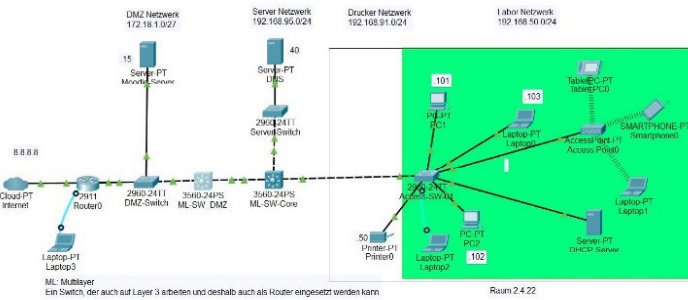 DMZ Netzwerk
172.18.1.0/27
Server Netzwerk
192.168.95.0/24
Drucker Netzwerk
192.168.91.0/24
Labor Netzwerk
192.168.50.0/24
.15
Server-PT
Moodle-Server
.40
Server-PT
DNS
2960-24TT
Server-Switch
.101
PC-PT
PC1
.103
Laptop-PT
Laptop0
TabletPC-PT
Tablet PC0
SMARTPHONE-PT
Smartphone0
AccessPoint-PT
Access Point0
8.8.8.8
Cloud-PT
Internet
2911
Router0
2960-24TT
DMZ-Switch
3560-24PS
ML-SW_DMZ
3560-24PS
ML-SW-Core
2960-24TT
Access-SW-01
Laptop-PT
Laptop1
Laptop-PT
Laptop3
.50
Printer-PT
Printer0
Laptop-PT
Laptop2
PC-PT
PC2
.102
Server-PT
DHCP Server
ML: Multilayer
Ein Switch, der auch auf Layer 3 arbeiten und deshalb auch als Router eingesetzt werden kann
Raum 2.4.22